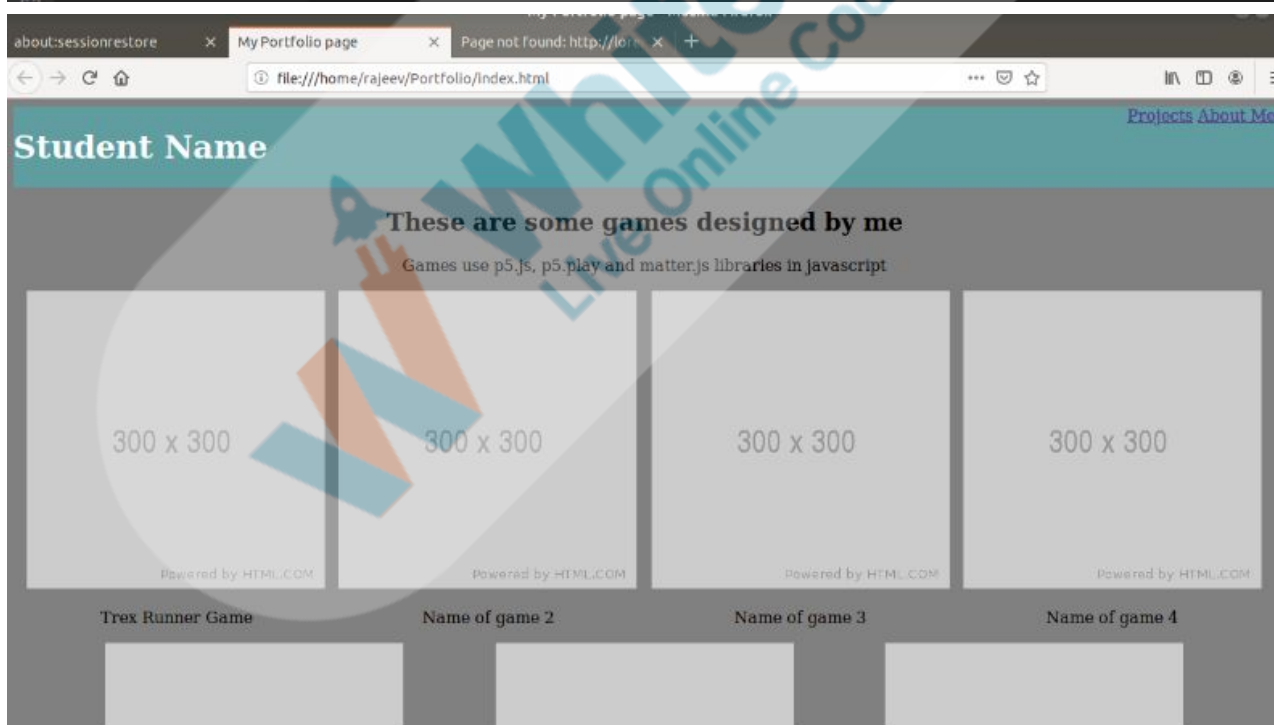 about:sessionrestore
My Portfolio page
Page not found: http://lor
file:///home/rajeev/Portfolio/index.html
Projects About Me
Student Name
These are some games designed by me
Games use p5.js, p5.play and matter.js libraries in javascript
300 x 300
300 x 300
300 x 300
300 x 300
Powered by HTML.COM
Powered by HTML.COM
Powered by HTML.COM
Powered by HTML.COM
Trex Runner Game
Name of game 2
Name of game 3
Name of game 4
Live Online